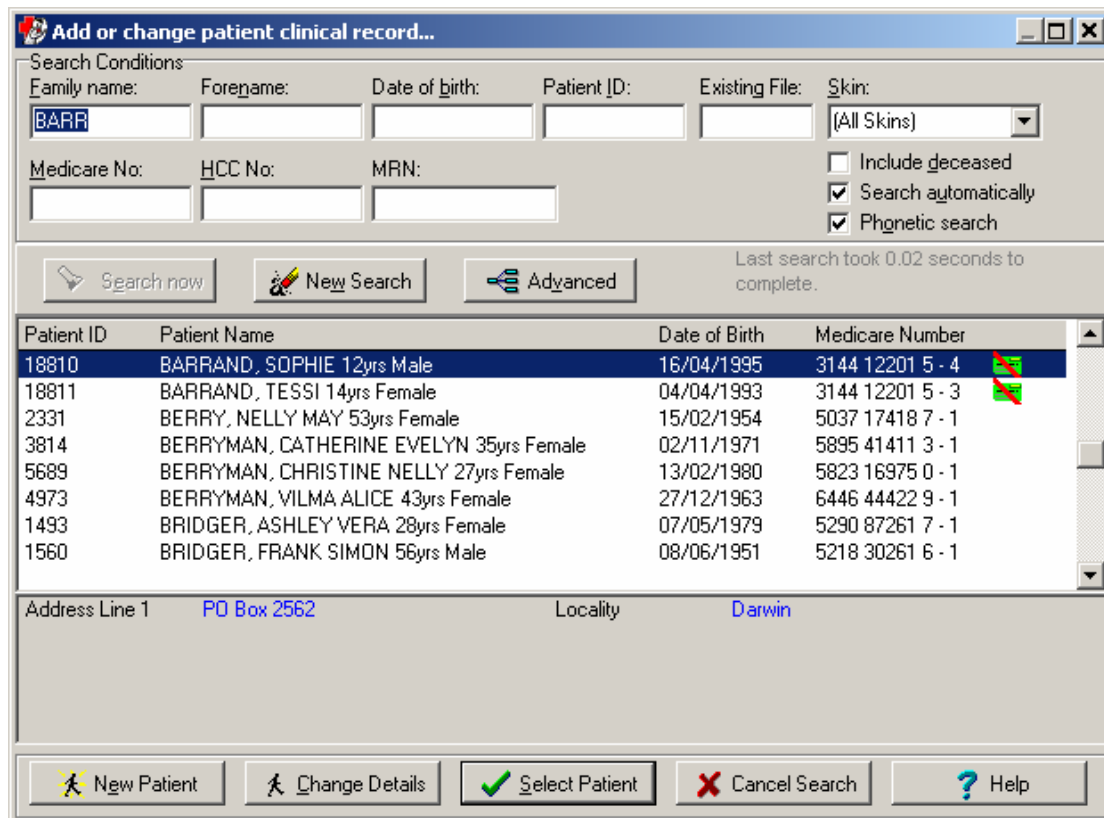 Add or change patient clinical record...
Search Conditions
Family name: Forename: Date of birth: Patient ID: Existing File: Skin:
BARR (All Skins)
Medicare No: HCC No: MRN: Include deceased
Search automatically
Phonetic search
Search now New Search Advanced Last search took 0.02 seconds to
complete.
Patient ID Patient Name Date of Birth Medicare Number
18810 BARRAND, SOPHIE 12yrs Male 16/04/1995 3144 12201 5 - 4
18811 BARRAND, TESSI 14yrs Female 04/04/1993 3144 12201 5 - 3
2331 BERRY, NELLY MAY 53yrs Female 15/02/1954 5037 17418 7 - 1
3814 BERRYMAN, CATHERINE EVELYN 35yrs Female 02/11/1971 5895 41411 3 - 1
5689 BERRYMAN, CHRISTINE NELLY 27yrs Female 13/02/1980 5823 16975 0 - 1
4973 BERRYMAN, VILMA ALICE 43yrs Female 27/12/1963 6446 44422 9 - 1
1493 BRIDGER, ASHLEY VERA 28yrs Female 07/05/1979 5290 87261 7 - 1
1560 BRIDGER, FRANK SIMON 56yrs Male 08/06/1951 5218 30261 6 - 1
Address Line 1 PO Box 2562 Locality Darwin
New Patient Change Details Select Patient Cancel Search Help